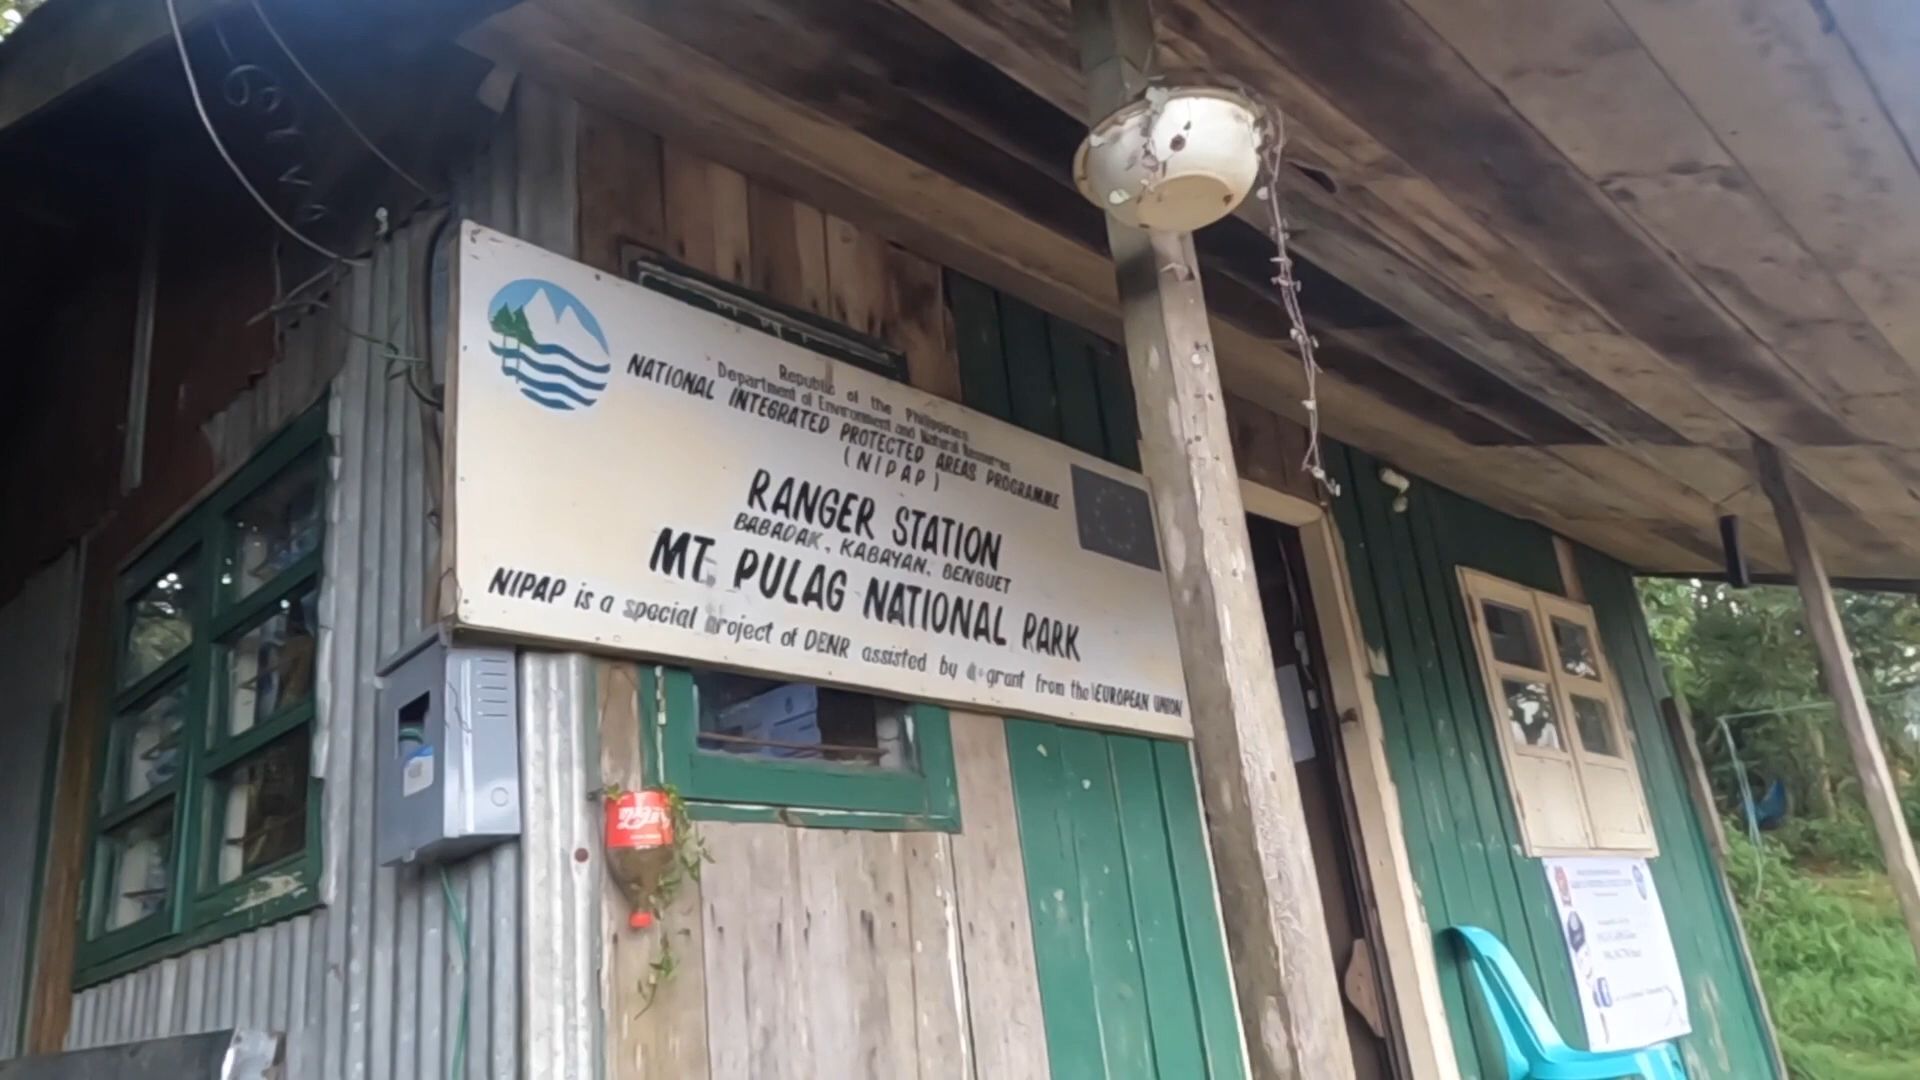 Republic of the Philippines
Department of Environment and Natural Resources
NATIONAL INTEGRATED PROTECTED AREAS PROGRAMME
(NIPAP)
RANGER STATION
BABADAK, KABAYAN, BENGUET
MT. PULAG NATIONAL PARK
NIPAP is a special project of DENR assisted by a grant from the EUROPEAN UNION